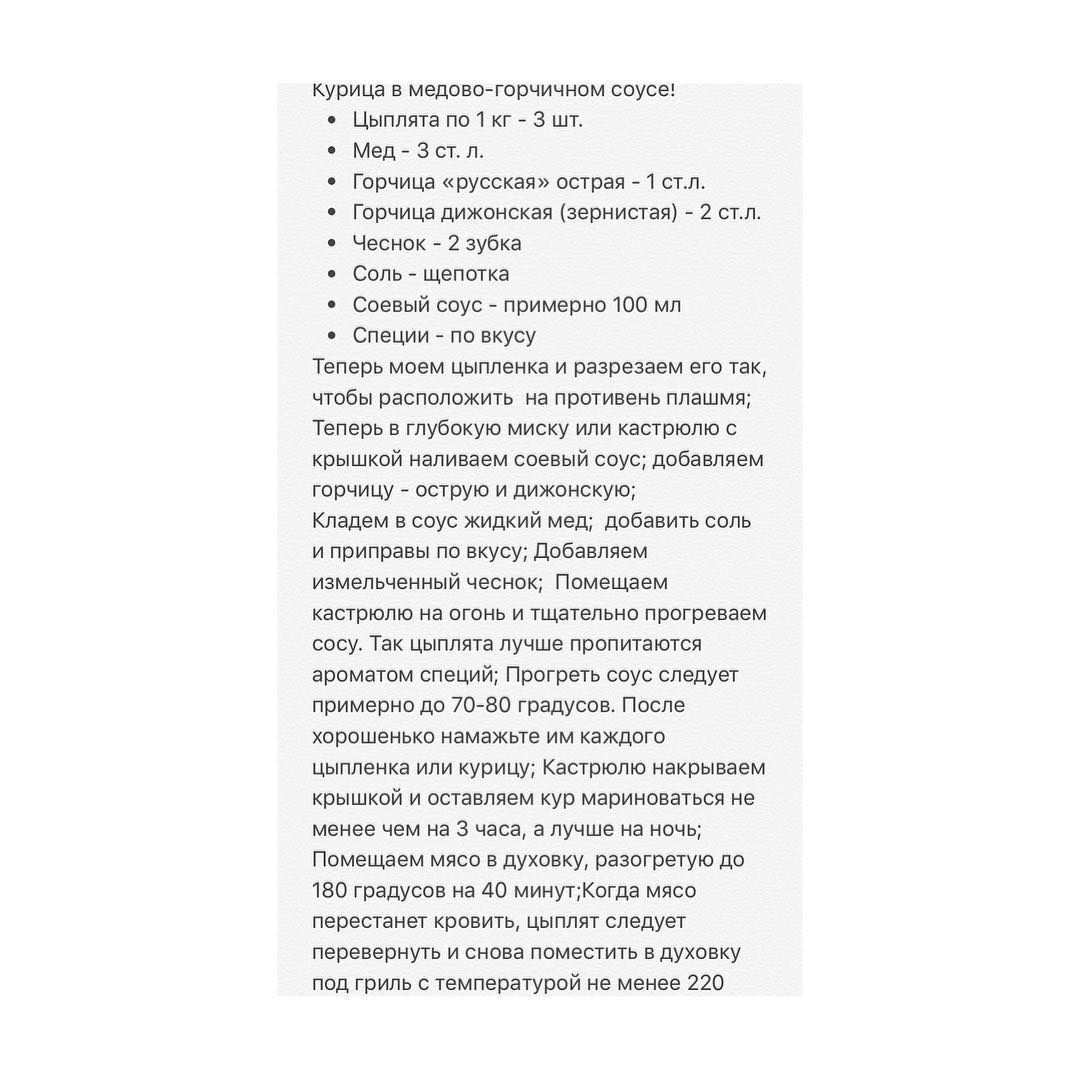 Курица в медово-горчичном соусе!
• Цыплята по 1 кг - 3 шт.
• Мед - 3 ст. л.
• Горчица «русская» острая - 1 ст.л.
• Горчица дижонская (зернистая) - 2 ст.л.
• Чеснок - 2 зубка
• Соль - щепотка
• Соевый соус - примерно 100 мл
• Специи - по вкусу
Теперь моем цыпленка и разрезаем его так,
чтобы расположить  на противень плашмя;
Теперь в глубокую миску или кастрюлю с
крышкой наливаем соевый соус; добавляем
горчицу - острую и дижонскую;
Кладем в соус жидкий мед;  добавить соль
и приправы по вкусу; Добавляем
измельченный чеснок;  Помещаем
кастрюлю на огонь и тщательно прогреваем
сосу. Так цыплята лучше пропитаются
ароматом специй; Прогреть соус следует
примерно до 70-80 градусов. После
хорошенько намажьте им каждого
цыпленка или курицу; Кастрюлю накрываем
крышкой и оставляем кур мариноваться не
менее чем на 3 часа, а лучше на ночь;
Помещаем мясо в духовку, разогретую до
180 градусов на 40 минут;Когда мясо
перестанет кровить, цыплят следует
перевернуть и снова поместить в духовку
под гриль с температурой не менее 220